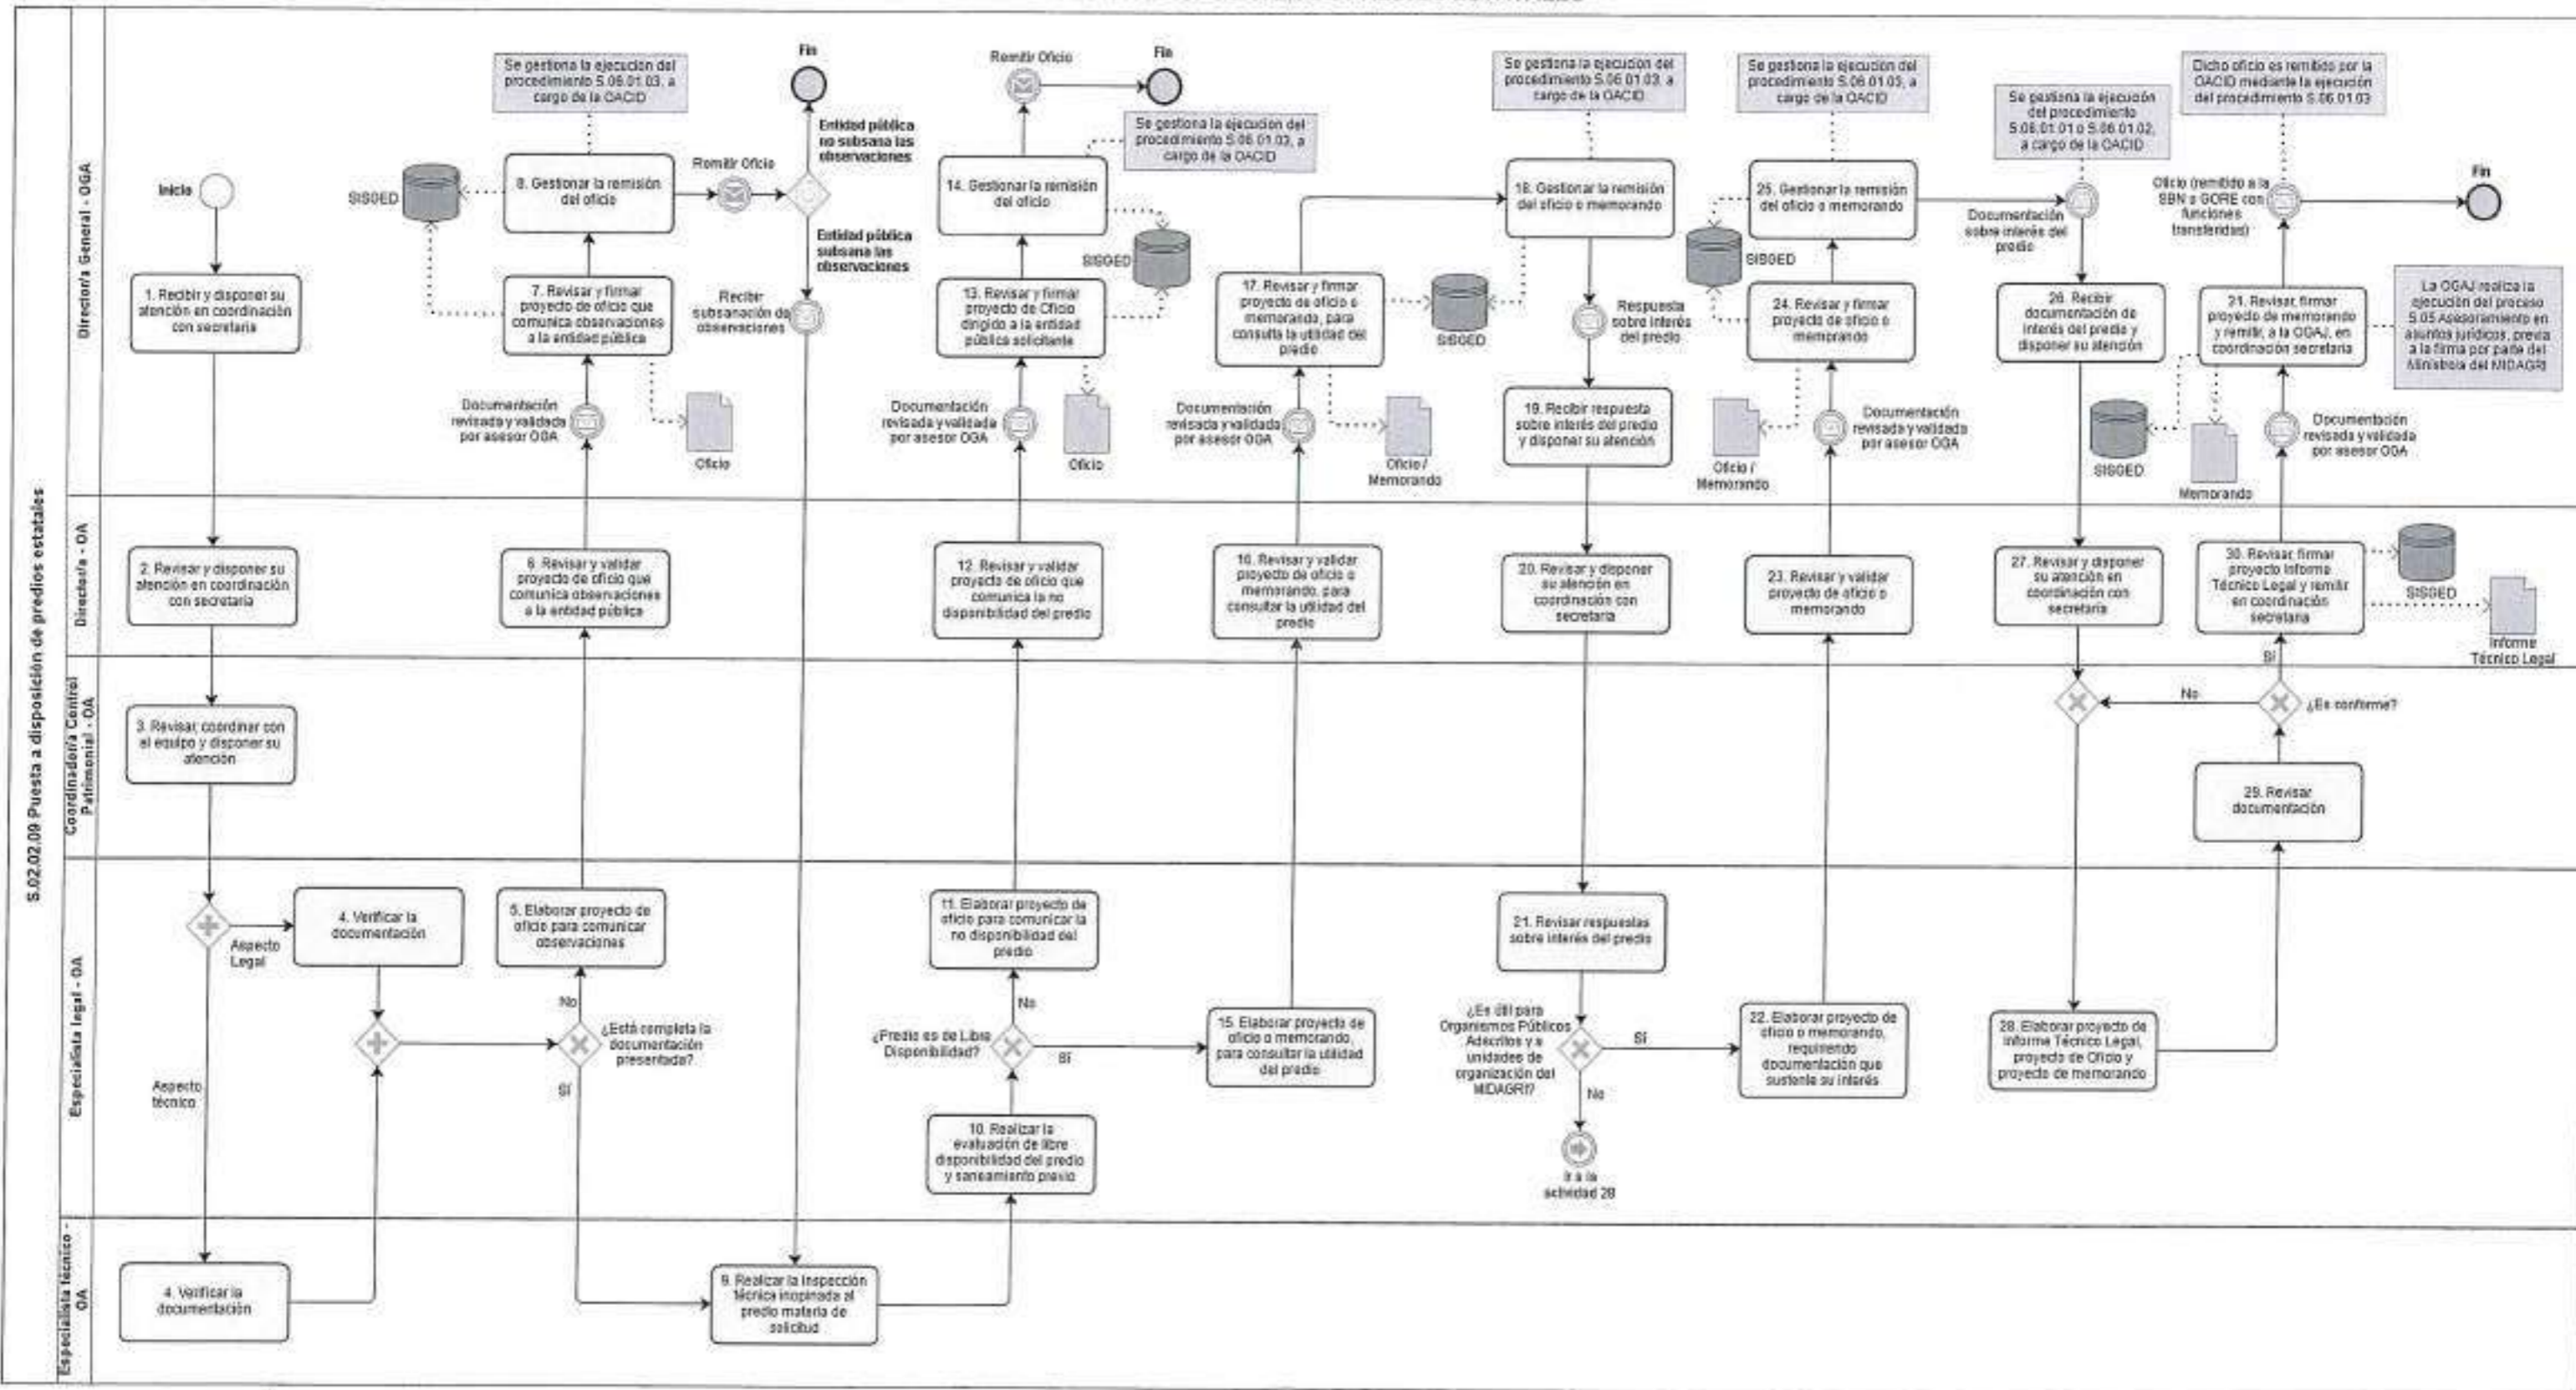 S.02.02.09 Puesta a disposición de predios estatales
Director/a General - OGA
Inicio
1. Recibir y disponer su
atención en coordinación
con secretaria
Se gestiona la ejecución del
procedimiento S.06.01.03, a
cargo de la OACID
SISGED
8. Gestionar la remisión
del oficio
Remitir Oficio
Fin
Entidad pública
no subsana las
observaciones
Entidad pública
subsana las
observaciones
Recibir
subsanación de
observaciones
7. Revisar y firmar
proyecto de oficio que
comunica observaciones
a la entidad pública
Documentación
revisada y validada
por asesor OGA
Oficio
Remitir Oficio
Fin
Se gestiona la ejecución del
procedimiento S.06.01.03, a
cargo de la OACID
14. Gestionar la remisión
del oficio
SISGED
13. Revisar y firmar
proyecto de Oficio
dirigido a la entidad
pública solicitante
Documentación
revisada y validada
por asesor OGA
Oficio
17. Revisar y firmar
proyecto de oficio o
memorando, para
consulta la utilidad del
predio
SISGED
Documentación
revisada y validada
por asesor OGA
Oficio /
Memorando
Se gestiona la ejecución del
procedimiento S.06.01.03, a
cargo de la OACID
18. Gestionar la remisión
del oficio o memorando
Respuesta
sobre interés
del predio
19. Recibir respuesta
sobre interés del predio
y disponer su atención
Se gestiona la ejecución del
procedimiento S.06.01.03, a
cargo de la OACID
25. Gestionar la remisión
del oficio o memorando
SISGED
24. Revisar y firmar
proyecto de oficio o
memorando
Oficio /
Memorando
Documentación
revisada y validada
por asesor OGA
Se gestiona la ejecución
del procedimiento
S.06.01.01 o S.06.01.02,
a cargo de la OACID
Documentación
sobre interés del
predio
26. Recibir
documentación de
interés del predio y
disponer su atención
Dicho oficio es remitido por la
OACID mediante la ejecución
del procedimiento S.06.01.03
Oficio (remitido a la
SBN o GORE con
funciones
transferidas)
Fin
31. Revisar, firmar
proyecto de memorando
y remitir, a la OGAJ, en
coordinación secretaria
La OGAJ realiza la
ejecución del proceso
S.05 Asesoramiento en
asuntos jurídicos, previa
a la firma por parte del
Ministro/a del MIDAGRI
SISGED
Memorando
Documentación
revisada y validada
por asesor OGA
Director/a - OA
2. Revisar y disponer su
atención en coordinación
con secretaria
6. Revisar y validar
proyecto de oficio que
comunica observaciones
a la entidad pública
12. Revisar y validar
proyecto de oficio que
comunica la no
disponibilidad del predio
16. Revisar y validar
proyecto de oficio o
memorando, para
consultar la utilidad del
predio
20. Revisar y disponer
su atención en
coordinación con
secretaria
23. Revisar y validar
proyecto de oficio o
memorando
27. Revisar y disponer
su atención en
coordinación con
secretaria
30. Revisar, firmar
proyecto Informe
Técnico Legal y remitir
en coordinación
secretaria
SISGED
Informe
Técnico Legal
Coordinador/a Control
Patrimonial - OA
3. Revisar, coordinar con
el equipo y disponer su
atención
Sí
No
¿Es conforme?
29. Revisar
documentación
Especialista legal - OA
Aspecto
Legal
4. Verificar la
documentación
Aspecto
técnico
5. Elaborar proyecto de
oficio para comunicar
observaciones
No
¿Está completa la
documentación
presentada?
Sí
11. Elaborar proyecto de
oficio para comunicar la
no disponibilidad del
predio
No
¿Predio es de Libre
Disponibilidad?
Sí
10. Realizar la
evaluación de libre
disponibilidad del predio
y saneamiento previo
15. Elaborar proyecto de
oficio o memorando,
para consultar la utilidad
del predio
21. Revisar respuestas
sobre interés del predio
¿Es útil para
Organismos Públicos
Adscritos y a
unidades de
organización del
MIDAGRI?
Sí
No
Ir a la
actividad 28
22. Elaborar proyecto de
oficio o memorando,
requiriendo
documentación que
sustente su interés
28. Elaborar proyecto de
Informe Técnico Legal,
proyecto de Oficio y
proyecto de memorando
Especialista técnico -
OA
4. Verificar la
documentación
9. Realizar la inspección
técnica inopinada al
predio materia de
solicitud